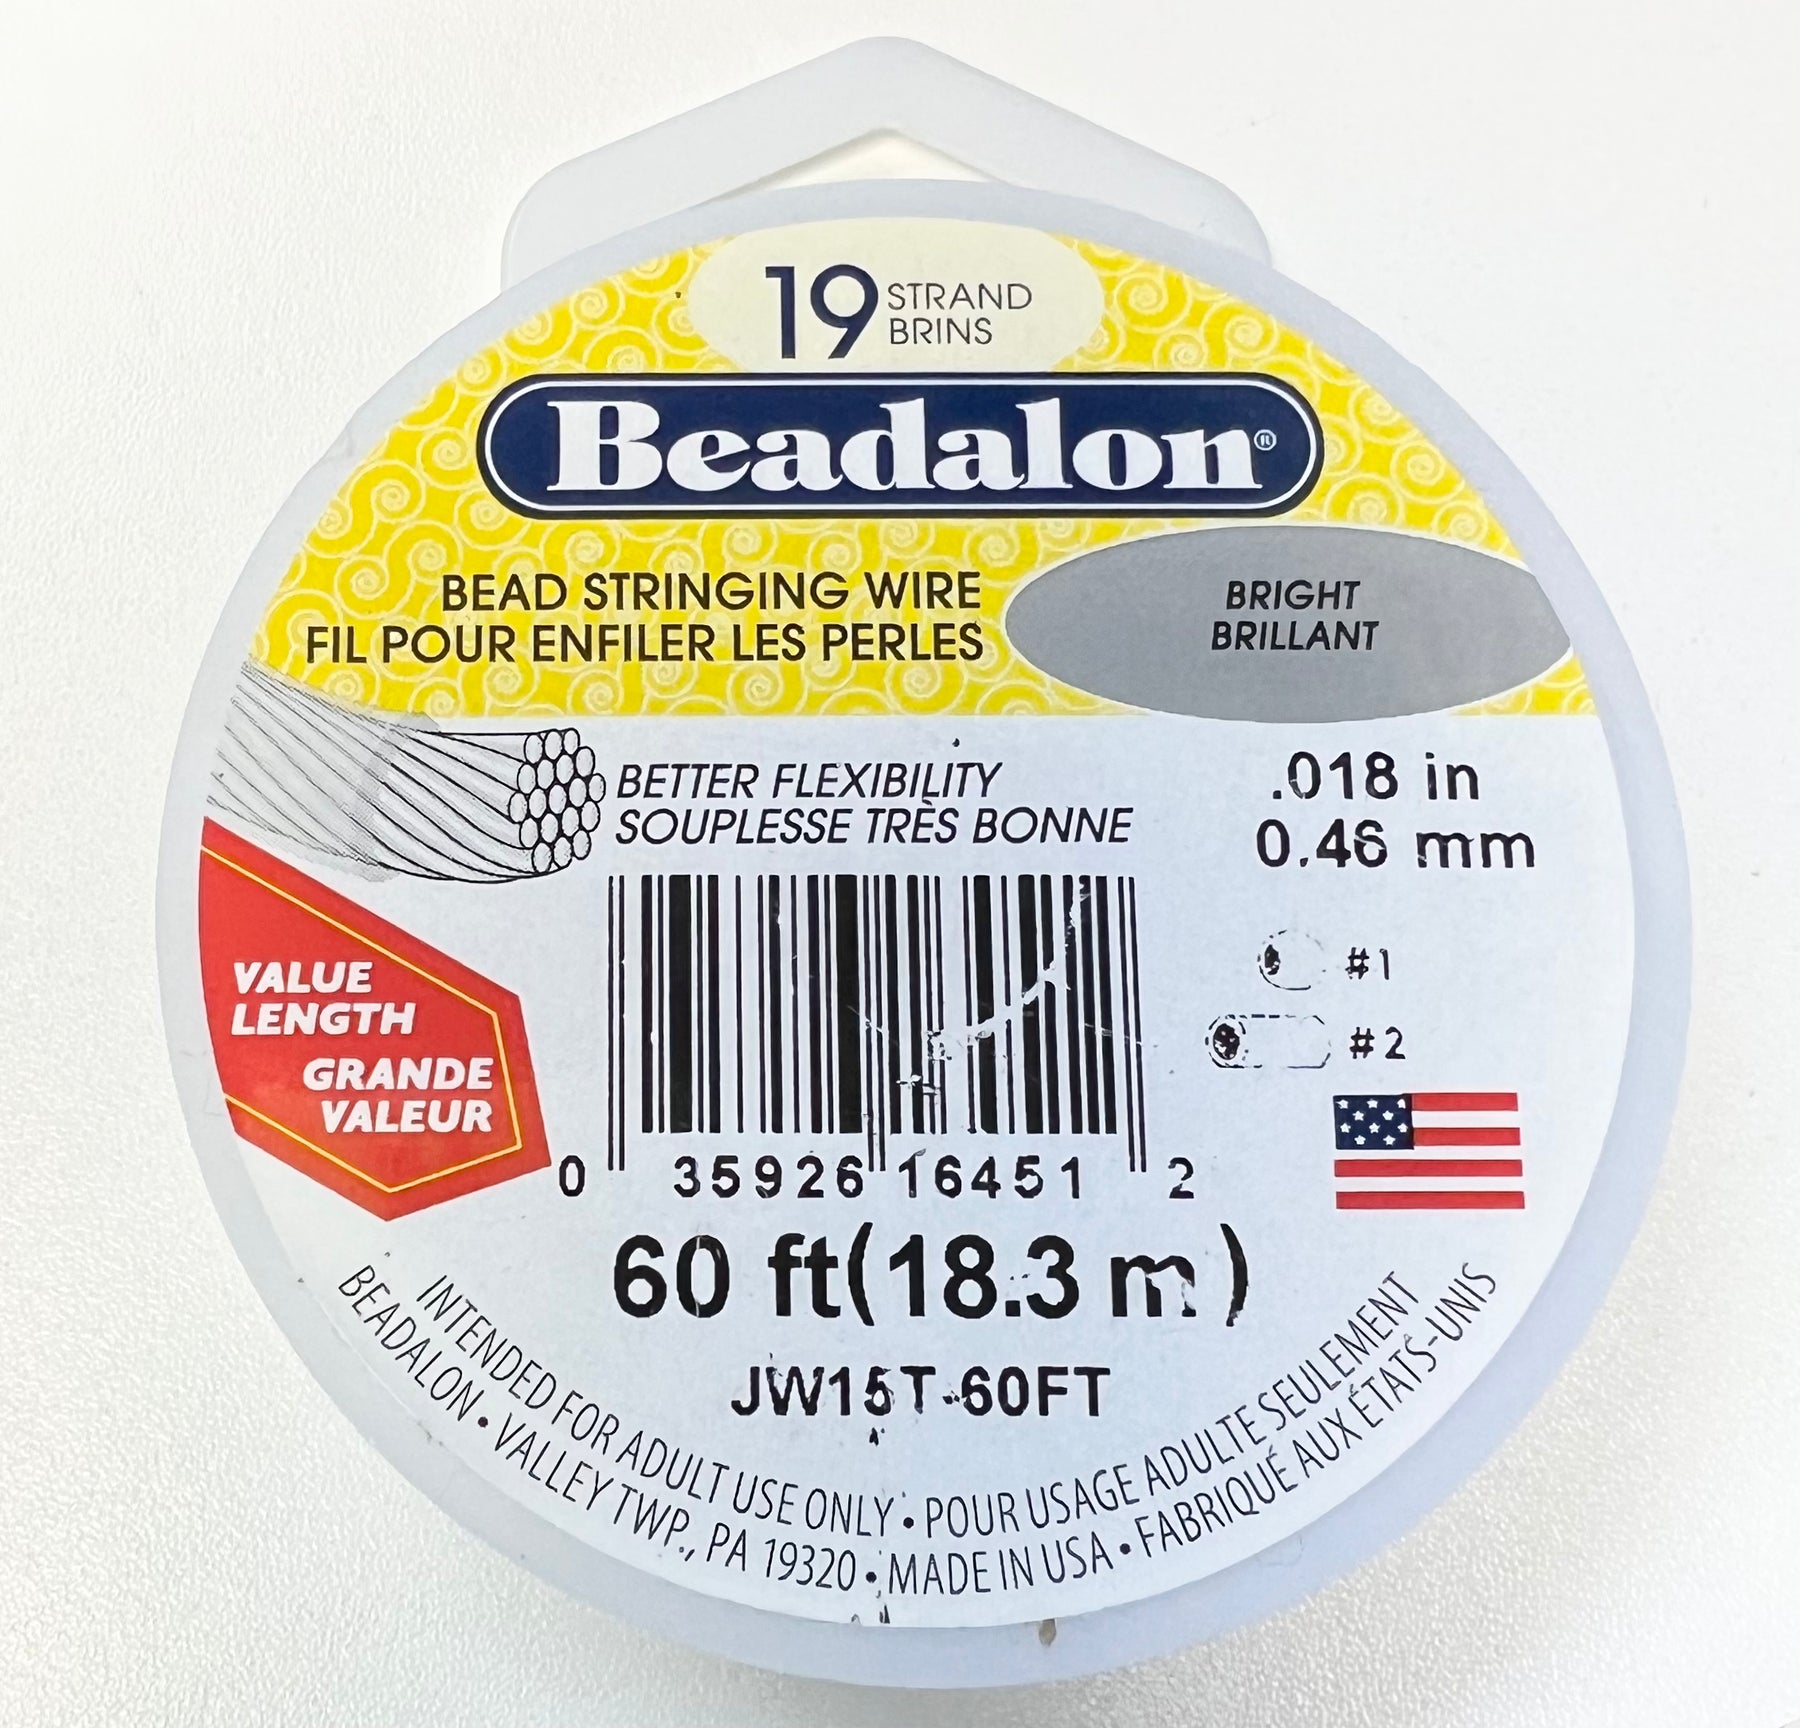 19 STRAND
BRINS
Beadalon®
BEAD STRINGING WIRE
FIL POUR ENFILER LES PERLES
BRIGHT
BRILLANT
BETTER FLEXIBILITY
SOUPLESSE TRÈS BONNE
.018 in
0.46 mm
#1
#2
VALUE
LENGTH
GRANDE
VALEUR
0 35926 16451 2
60 ft(18.3 m)
JW15T-60FT
INTENDED FOR ADULT USE ONLY • POUR USAGE ADULTE SEULEMENT
BEADALON • VALLEY TWP., PA 19320 • MADE IN USA • FABRIQUÉ AUX ÉTATS-UNIS